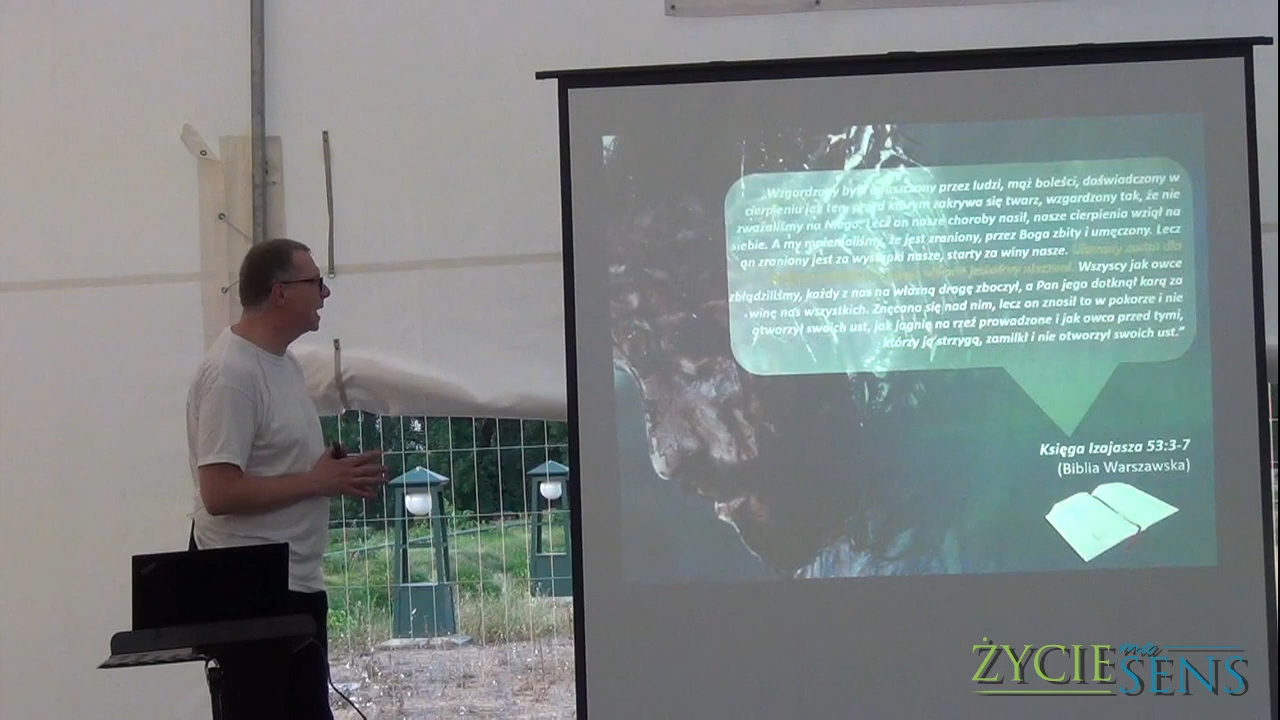 „Wzgardzony był i opuszczony przez ludzi, mąż boleści, doświadczony w
cierpieniu jak ten, przed którym zakrywa się twarz, wzgardzony tak, że nie
zważaliśmy na Niego. Lecz on nasze choroby nosił, nasze cierpienia wziął na
siebie. A my mniemaliśmy, że jest zraniony, przez Boga zbity i umęczony. Lecz
on zraniony jest za występki nasze, starty za winy nasze. Ukarany został dla
Wszyscy jak owce
zbłądziliśmy, każdy z nas na własną drogę zboczył, a Pan jego dotknął karą za
winę nas wszystkich. Znęcano się nad nim, lecz on znosił to w pokorze i nie
otworzył swoich ust, jak jagnię na rzeź prowadzone i jak owca przed tymi,
którzy ją strzygą, zamilkł i nie otworzył swoich ust."
Księga Izajasza 53:3-7
(Biblia Warszawska)
ŻYCIE ma SENS